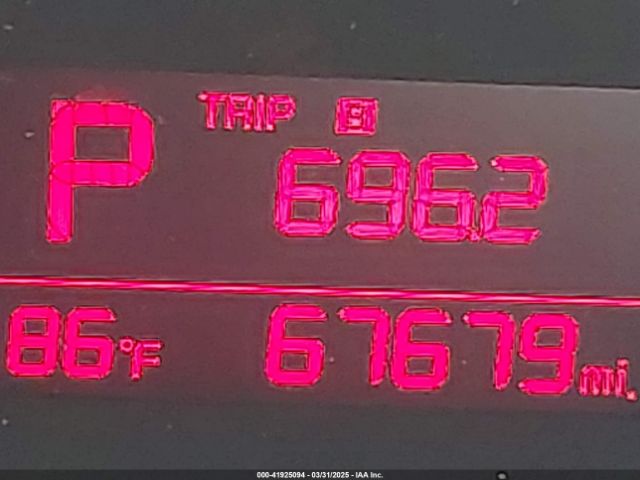 P TRIP B
696.2
86°F 67679 mi.
000-41925094 - 03/31/2025 - IAA Inc.